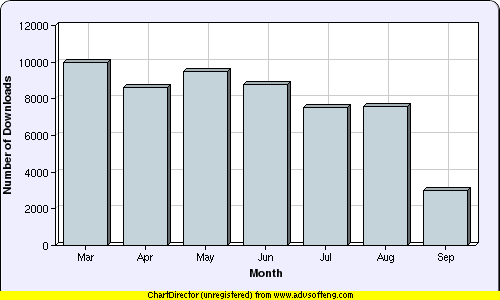 12000
10000
8000
6000
4000
2000
0
Number of Downloads
Mar Apr May Jun Jul Aug Sep
Month
ChartDirector (unregistered) from www.advsofteng.com